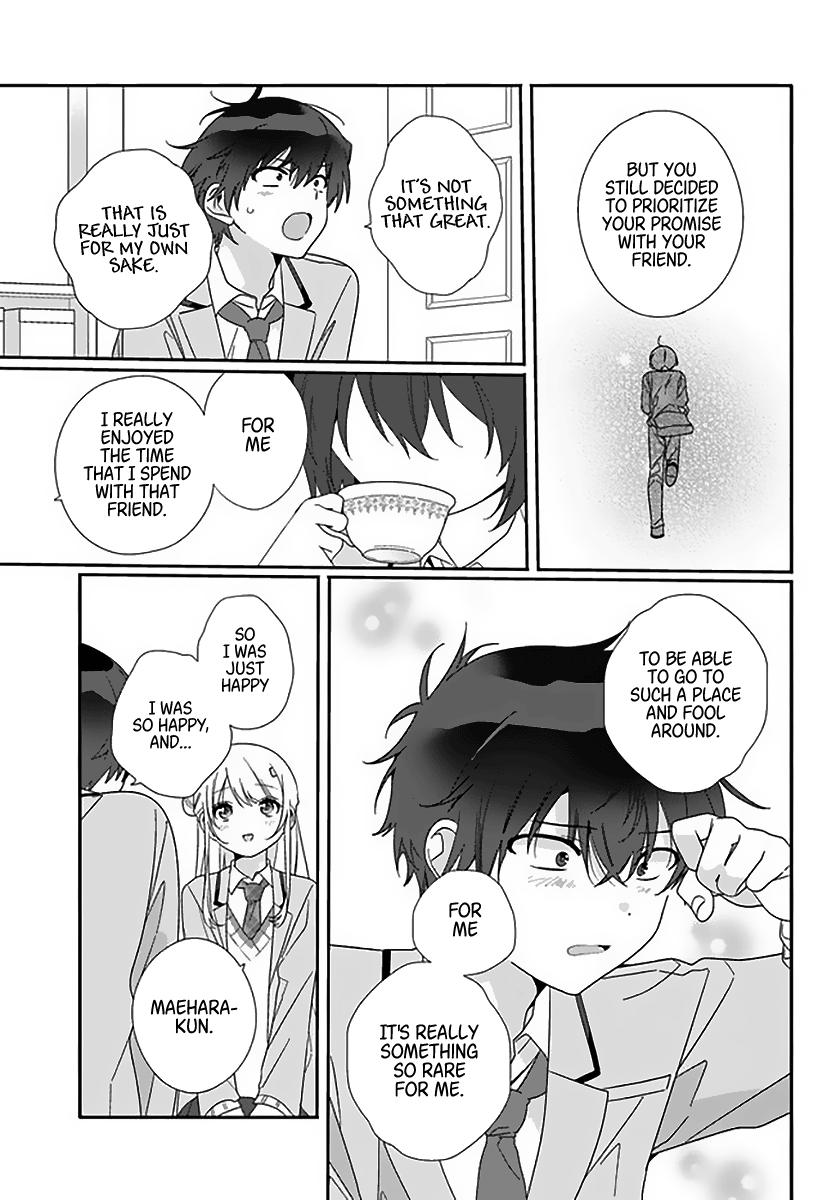 BUT YOU
STILL DECIDED
TO PRIORITIZE
YOUR PROMISE
WITH YOUR
FRIEND.
IT'S NOT
SOMETHING
THAT GREAT.
THAT IS
REALLY JUST
FOR MY OWN
SAKE.
FOR
ME
I REALLY
ENJOYED
THE TIME
THAT I SPEND
WITH THAT
FRIEND.
TO BE ABLE
TO GO TO
SUCH A PLACE
AND FOOL
AROUND.
FOR
ME
IT'S REALLY
SOMETHING
SO RARE
FOR ME.
SO
I WAS
JUST
HAPPY
I WAS
SO HAPPY,
AND...
MAEHARA-
KUN.